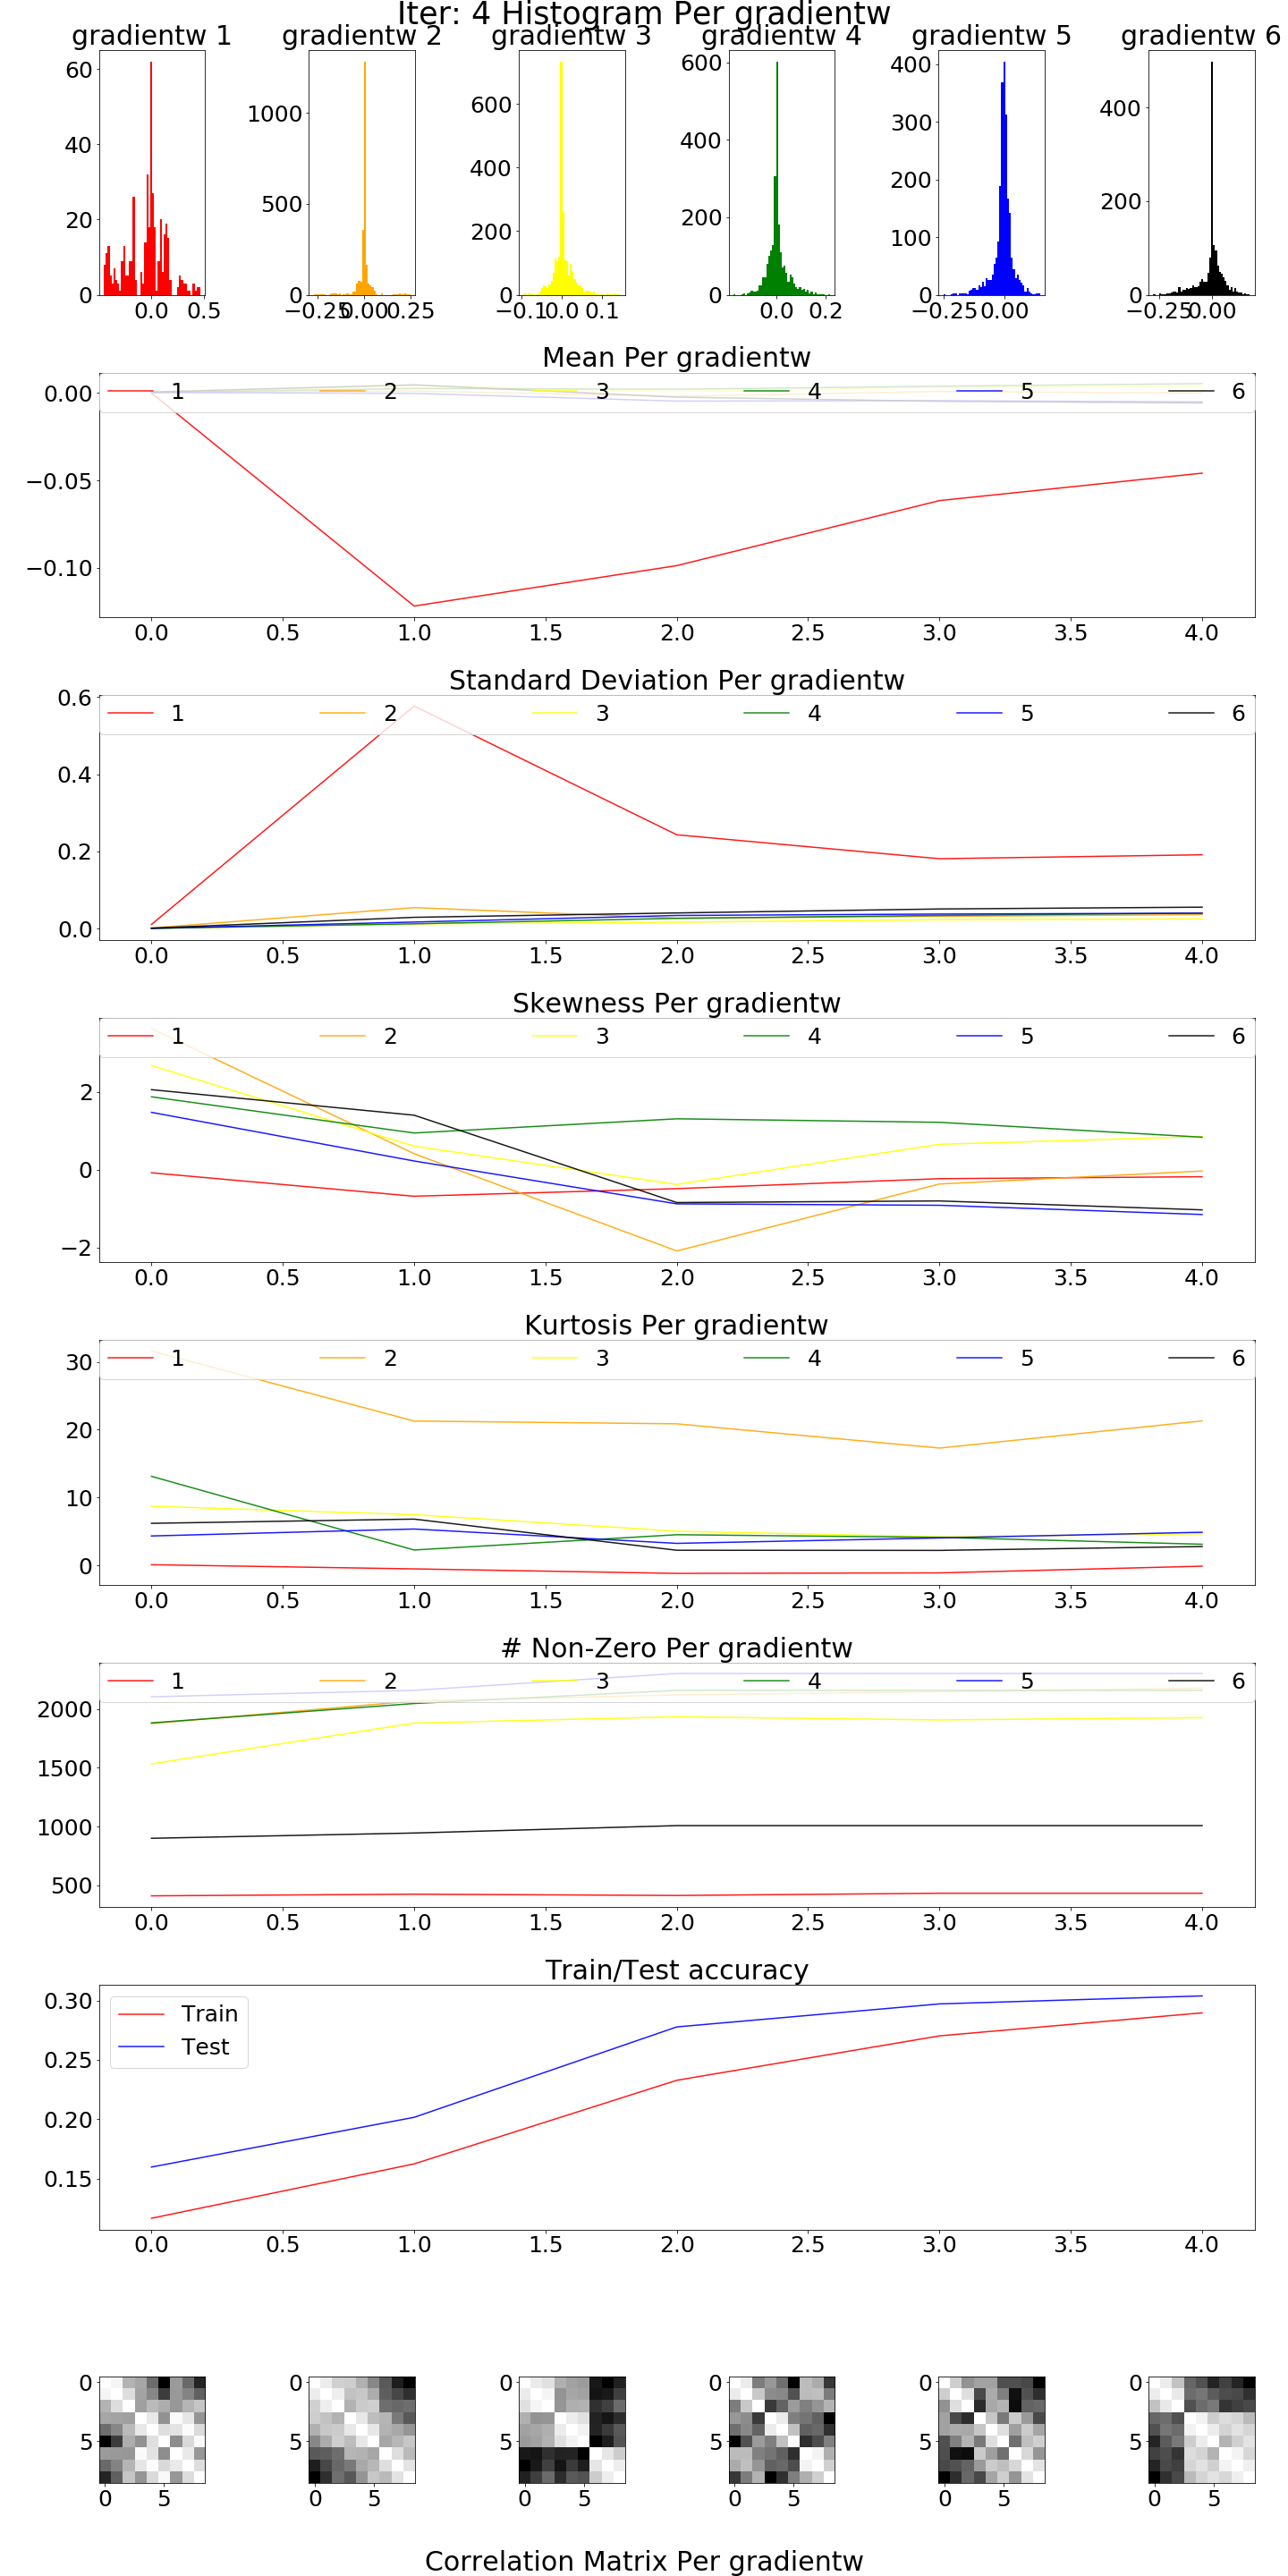 Iter: 4 Histogram Per gradientw
gradientw 1 gradientw 2 gradientw 3 gradientw 4 gradientw 5 gradientw 6
60
40
20
0
0.0 0.5
1000
500
0
−0.25 0.00 0.25
600
400
200
0
−0.1 0.0 0.1
600
400
200
0
0.0 0.2
400
300
200
100
0
−0.25 0.00
400
200
0
−0.25 0.00
Mean Per gradientw
1 2 3 4 5 6
0.00
−0.05
−0.10
0.0 0.5 1.0 1.5 2.0 2.5 3.0 3.5 4.0
Standard Deviation Per gradientw
1 2 3 4 5 6
0.6
0.4
0.2
0.0
0.0 0.5 1.0 1.5 2.0 2.5 3.0 3.5 4.0
Skewness Per gradientw
1 2 3 4 5 6
2
0
−2
0.0 0.5 1.0 1.5 2.0 2.5 3.0 3.5 4.0
Kurtosis Per gradientw
1 2 3 4 5 6
30
20
10
0
0.0 0.5 1.0 1.5 2.0 2.5 3.0 3.5 4.0
# Non-Zero Per gradientw
1 2 3 4 5 6
2000
1500
1000
500
0.0 0.5 1.0 1.5 2.0 2.5 3.0 3.5 4.0
Train/Test accuracy
Train
Test
0.30
0.25
0.20
0.15
0.0 0.5 1.0 1.5 2.0 2.5 3.0 3.5 4.0
0 0 0 0 0 0
5 5 5 5 5 5
0 5 0 5 0 5 0 5 0 5 0 5
Correlation Matrix Per gradientw